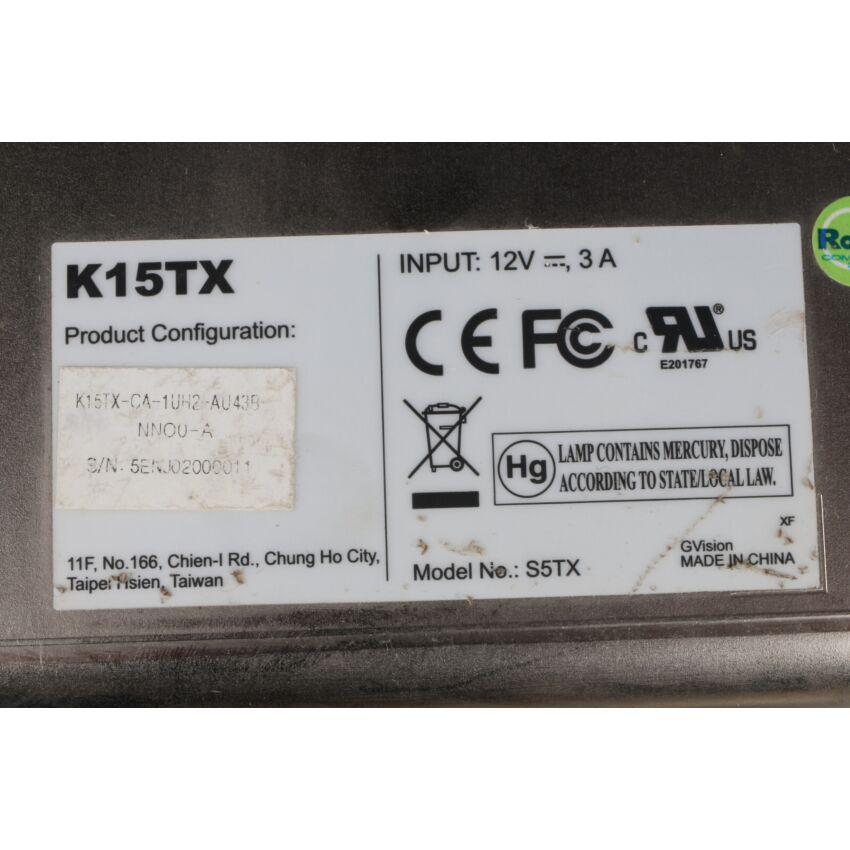 K15TX
Product Configuration:
K15TX-CA-1UH2-AU43B-
NNOU-A
S/N: 5ENJ02000011
11F, No.166, Chien-I Rd., Chung Ho City,
Taipei Hsien, Taiwan
INPUT: 12V ⎓, 3 A
CE FC c RU ® US
E201767
Hg
LAMP CONTAINS MERCURY, DISPOSE
ACCORDING TO STATE/LOCAL LAW.
XF
Model No.: S5TX
GVision
MADE IN CHINA